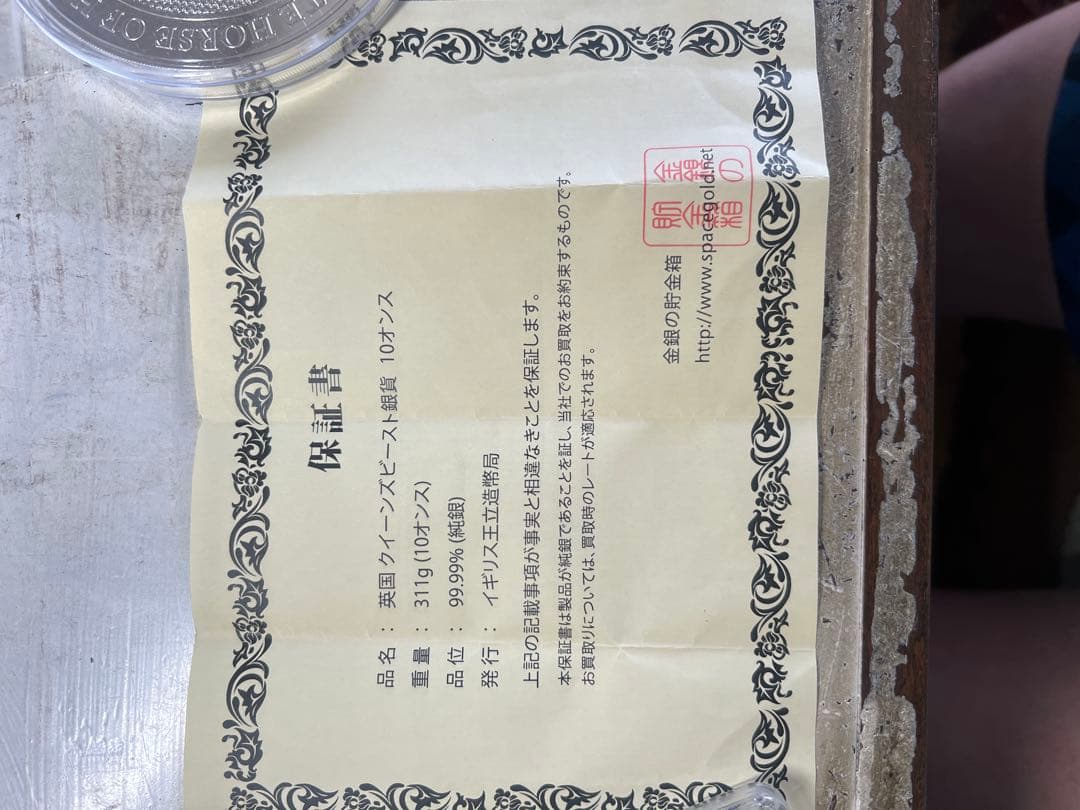 HORSE OF
保証書
品名 : 英国 クイーンズビースト銀貨 10オンス
重量 : 311g (10オンス)
品位 : 99.99% (純銀)
発行 : イギリス王立造幣局
上記の記載事項が事実と相違なきことを保証します。
本保証書は製品が純銀であることを証し、当社でのお買取をお約束するものです。
お買取りについては、買取時のレートが適応されます。
金銀の貯金箱
http://www.spacegold.net
金銀の
貯金箱